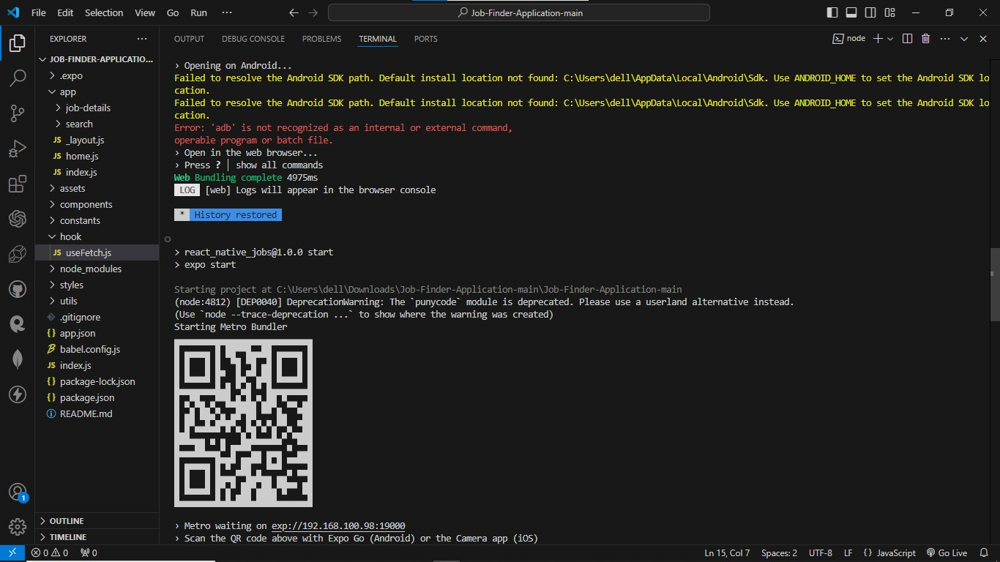 File Edit Selection View Go Run ···
Job-Finder-Application-main
EXPLORER ···
JOB-FINDER-APPLICATIO...
.expo
app
job-details
search
JS _layout.js
JS home.js
JS index.js
assets
components
constants
hook
JS useFetch.js
node_modules
styles
utils
.gitignore
{} app.json
babel.config.js
JS index.js
{} package-lock.json
{} package.json
README.md
OUTLINE
TIMELINE
1
OUTPUT DEBUG CONSOLE PROBLEMS TERMINAL PORTS
node
› Opening on Android...
Failed to resolve the Android SDK path. Default install location not found: C:\Users\dell\AppData\Local\Android\Sdk. Use ANDROID_HOME to set the Android SDK lo
cation.
Failed to resolve the Android SDK path. Default install location not found: C:\Users\dell\AppData\Local\Android\Sdk. Use ANDROID_HOME to set the Android SDK lo
cation.
Error: 'adb' is not recognized as an internal or external command,
operable program or batch file.
› Open in the web browser...
› Press ? │ show all commands
Web Bundling complete 4975ms
LOG [web] Logs will appear in the browser console
* History restored
> react_native_jobs@1.0.0 start
> expo start
Starting project at C:\Users\dell\Downloads\Job-Finder-Application-main\Job-Finder-Application-main
(node:4812) [DEP0040] DeprecationWarning: The `punycode` module is deprecated. Please use a userland alternative instead.
(Use `node --trace-deprecation ...` to show where the warning was created)
Starting Metro Bundler
› Metro waiting on exp://192.168.100.98:19000
› Scan the QR code above with Expo Go (Android) or the Camera app (iOS)
0 0 0 Ln 15, Col 7 Spaces: 2 UTF-8 LF {} JavaScript Go Live